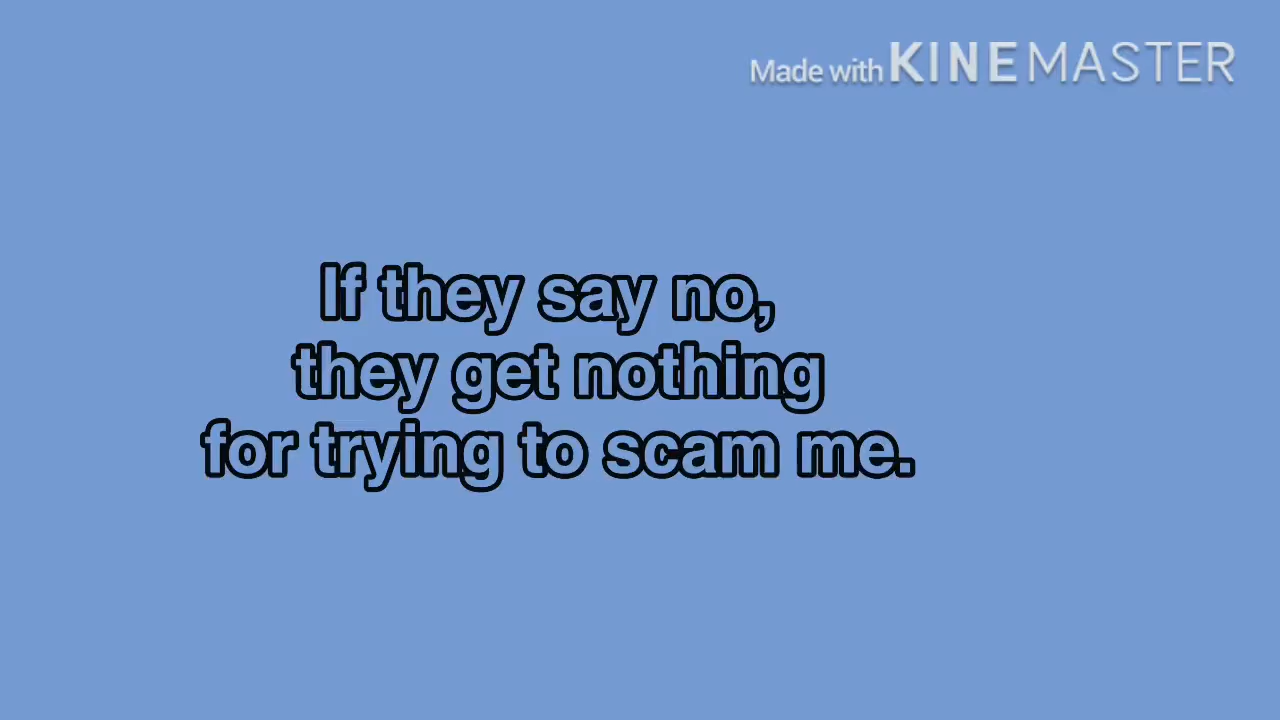 Made with KINEMASTER
If they say no,
they get nothing
for trying to scam me.